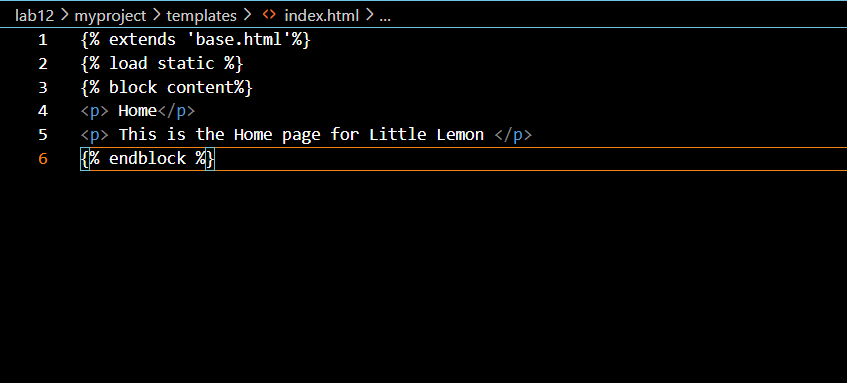 lab12 > myproject > templates > <> index.html > ...
1 {% extends 'base.html'%}
2 {% load static %}
3 {% block content%}
4 <p> Home</p>
5 <p> This is the Home page for Little Lemon </p>
6 {% endblock %}